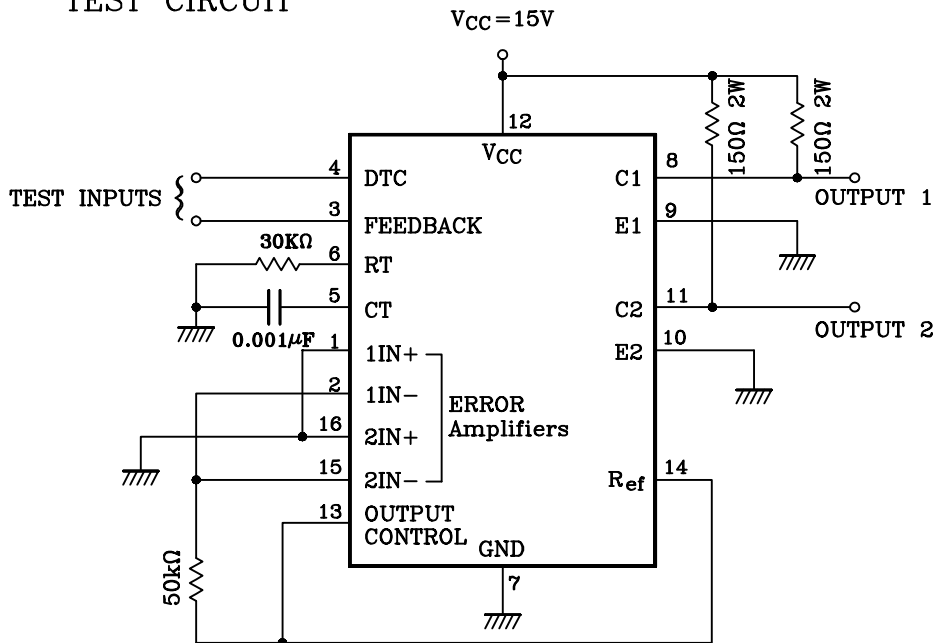 TEST CIRCUIT
VCC=15V
12
VCC
150Ω 2W
150Ω 2W
4
DTC
C1
8
OUTPUT 1
TEST INPUTS
3
FEEDBACK
E1
9
30KΩ
6
RT
5
CT
C2
11
OUTPUT 2
0.001μF
1
1IN+
E2
10
2
1IN-
ERROR
Amplifiers
16
2IN+
15
2IN-
Ref
14
13
OUTPUT
CONTROL
GND
7
50kΩ